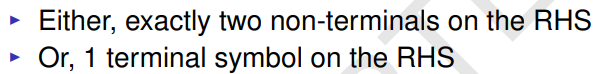 Either, exactly two non-terminals on the RHS
Or, 1 terminal symbol on the RHS